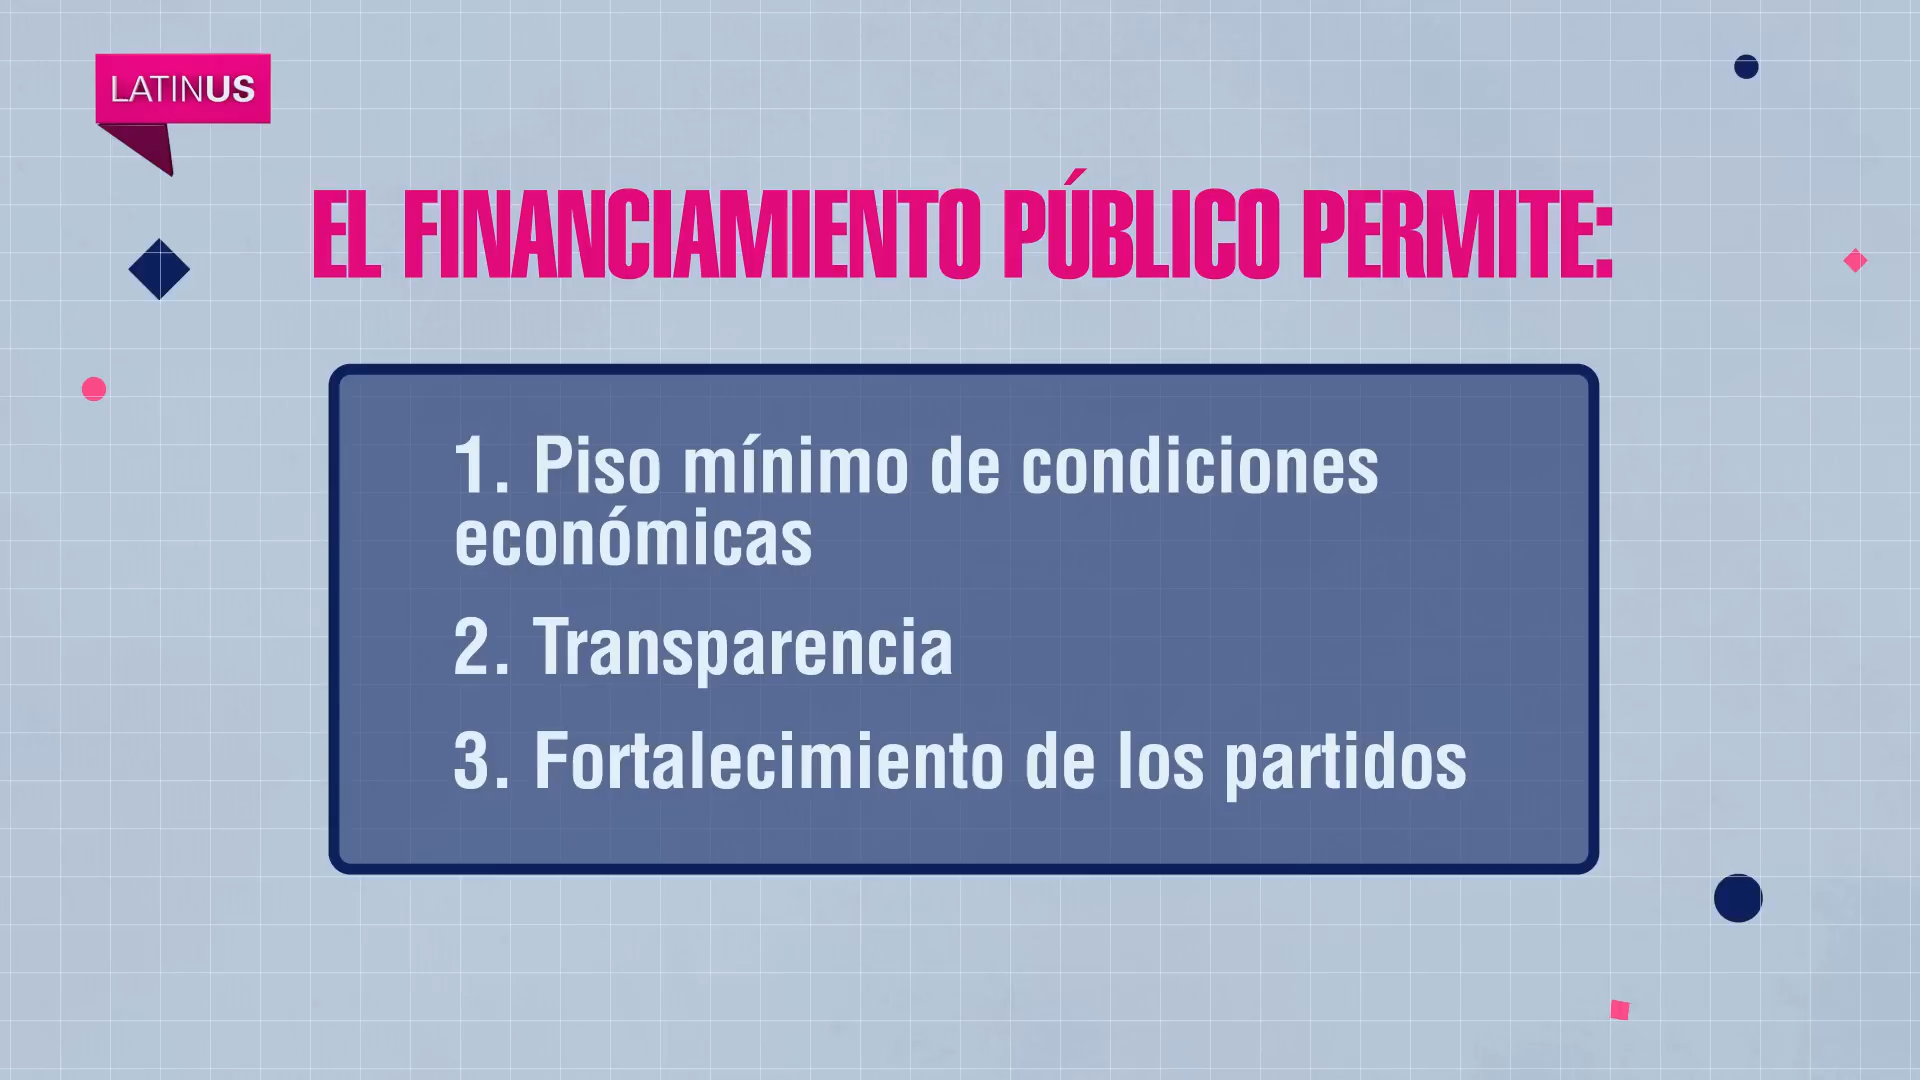 LATINUS
EL FINANCIAMIENTO PÚBLICO PERMITE:
1. Piso mínimo de condiciones
económicas
2. Transparencia
3. Fortalecimiento de los partidos